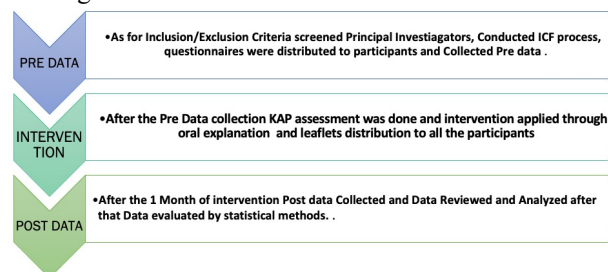 •As for Inclusion/Exclusion Criteria screened Principal Investiagators, Conducted ICF process,
questionnaires were distributed to participants and Collected Pre data .
PRE DATA
•After the Pre Data collection KAP assessment was done and intervention applied through
oral explanation and leaflets distribution to all the participants
INTERVEN
TION
•After the 1 Month of intervention Post data Collected and Data Reviewed and Analyzed after
that Data evaluated by statistical methods. .
POST DATA